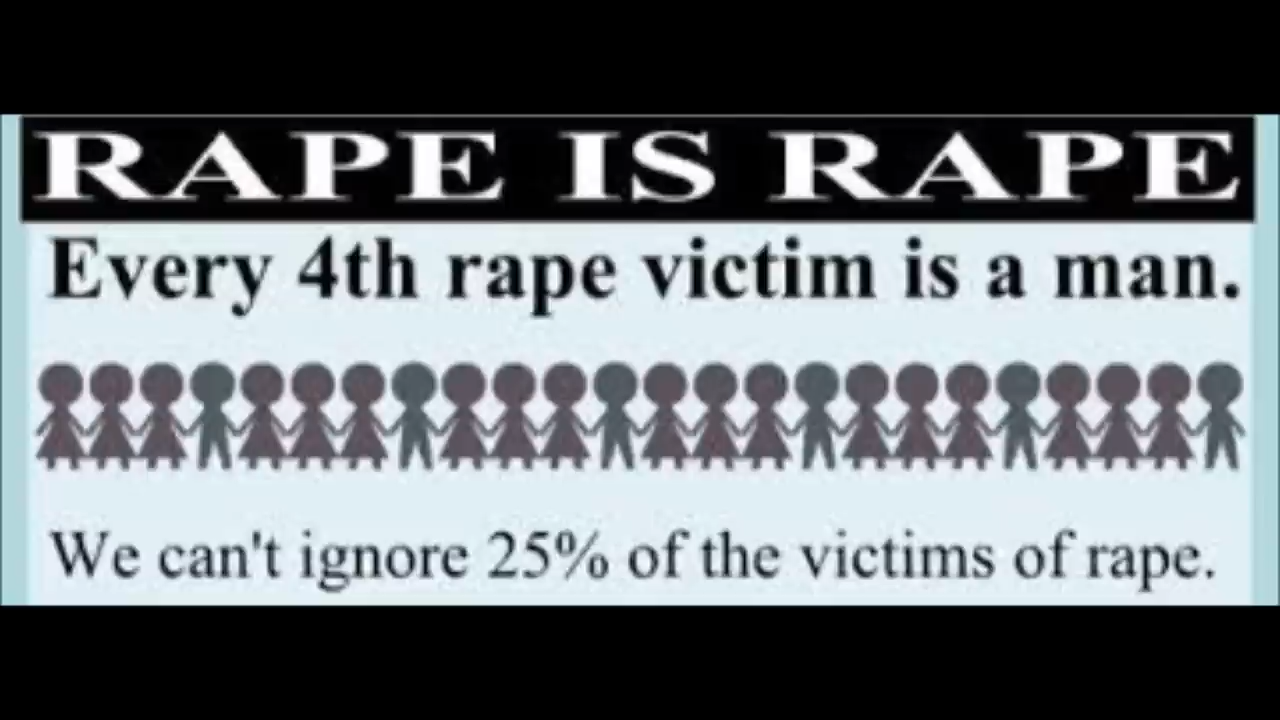 RAPE IS RAPE
Every 4th rape victim is a man.
We can't ignore 25% of the victims of rape.